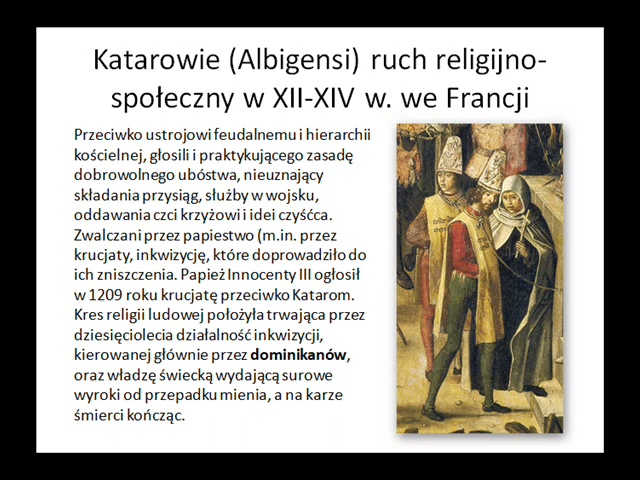 Katarowie (Albigensi) ruch religijno-
społeczny w XII-XIV w. we Francji
Przeciwko ustrojowi feudalnemu i hierarchii
kościelnej, głosili i praktykującego zasadę
dobrowolnego ubóstwa, nieuznający
składania przysiąg, służby w wojsku,
oddawania czci krzyżowi i idei czyśćca.
Zwalczani przez papiestwo (m.in. przez
krucjaty, inkwizycję, które doprowadziło do
ich zniszczenia. Papież Innocenty III ogłosił
w 1209 roku krucjatę przeciwko Katarom.
Kres religii ludowej położyła trwająca przez
dziesięciolecia działalność inkwizycji,
kierowanej głównie przez dominikanów,
oraz władzę świecką wydającą surowe
wyroki od przepadku mienia, a na karze
śmierci kończąc.